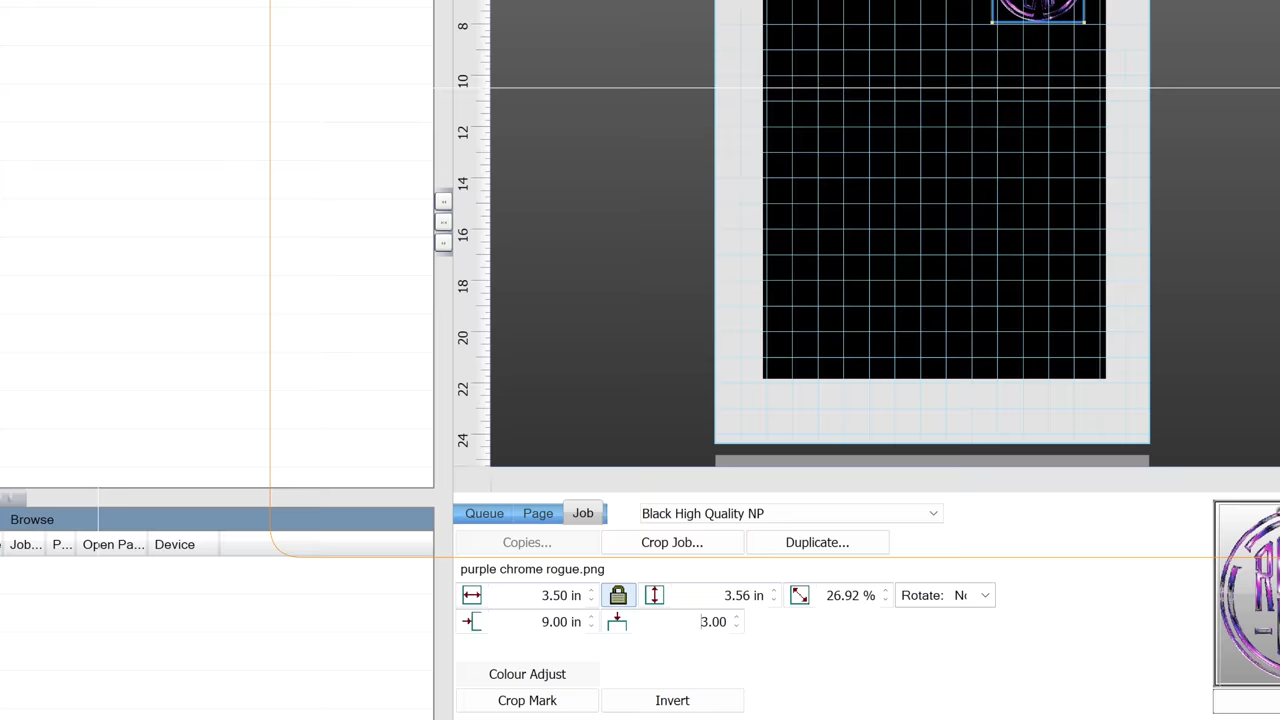 8
10
12
14
16
18
20
22
24
Browse
Job... P... Open Pa... Device
Queue Page Job Black High Quality NP
Copies... Crop Job... Duplicate...
purple chrome rogue.png
3.50 in 3.56 in 26.92 % Rotate:
9.00 in 3.00
Colour Adjust
Crop Mark Invert